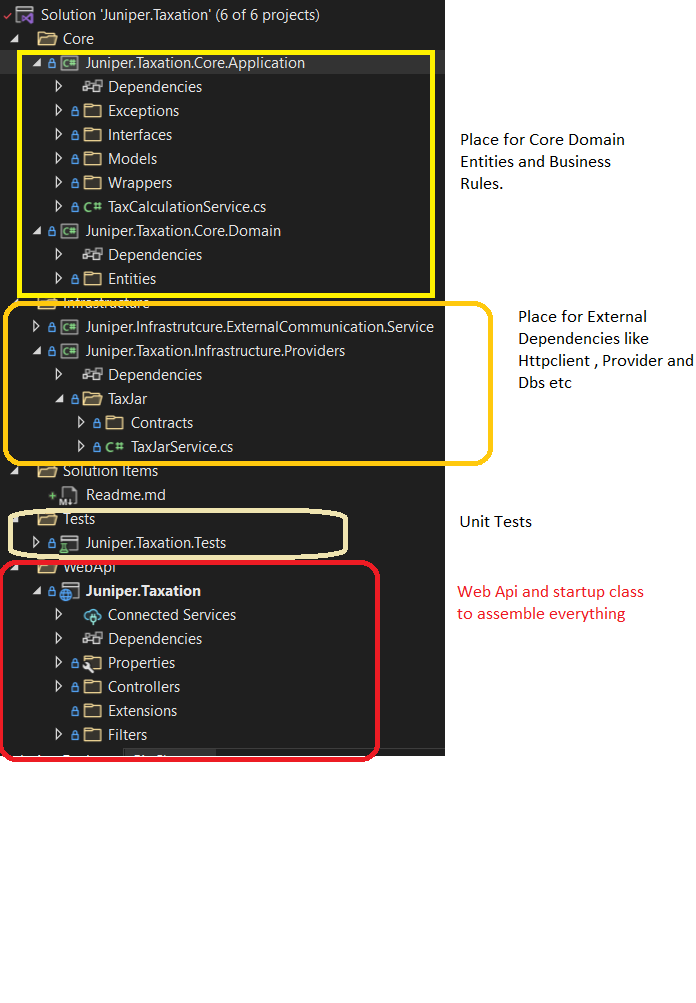 Solution 'Juniper.Taxation' (6 of 6 projects)
Core
Juniper.Taxation.Core.Application
Dependencies
Exceptions
Interfaces
Models
Wrappers
C# TaxCalculationService.cs
Juniper.Taxation.Core.Domain
Dependencies
Entities
Place for Core Domain
Entities and Business
Rules.
Infrastructure
Juniper.Infrastrutcure.ExternalCommunication.Service
Juniper.Taxation.Infrastructure.Providers
Dependencies
TaxJar
Contracts
C# TaxJarService.cs
Place for External
Dependencies like
Httpclient , Provider and
Dbs etc
Solution Items
Readme.md
Tests
Juniper.Taxation.Tests
Unit Tests
WebApi
Juniper.Taxation
Connected Services
Dependencies
Properties
Controllers
Extensions
Filters
Web Api and startup class
to assemble everything